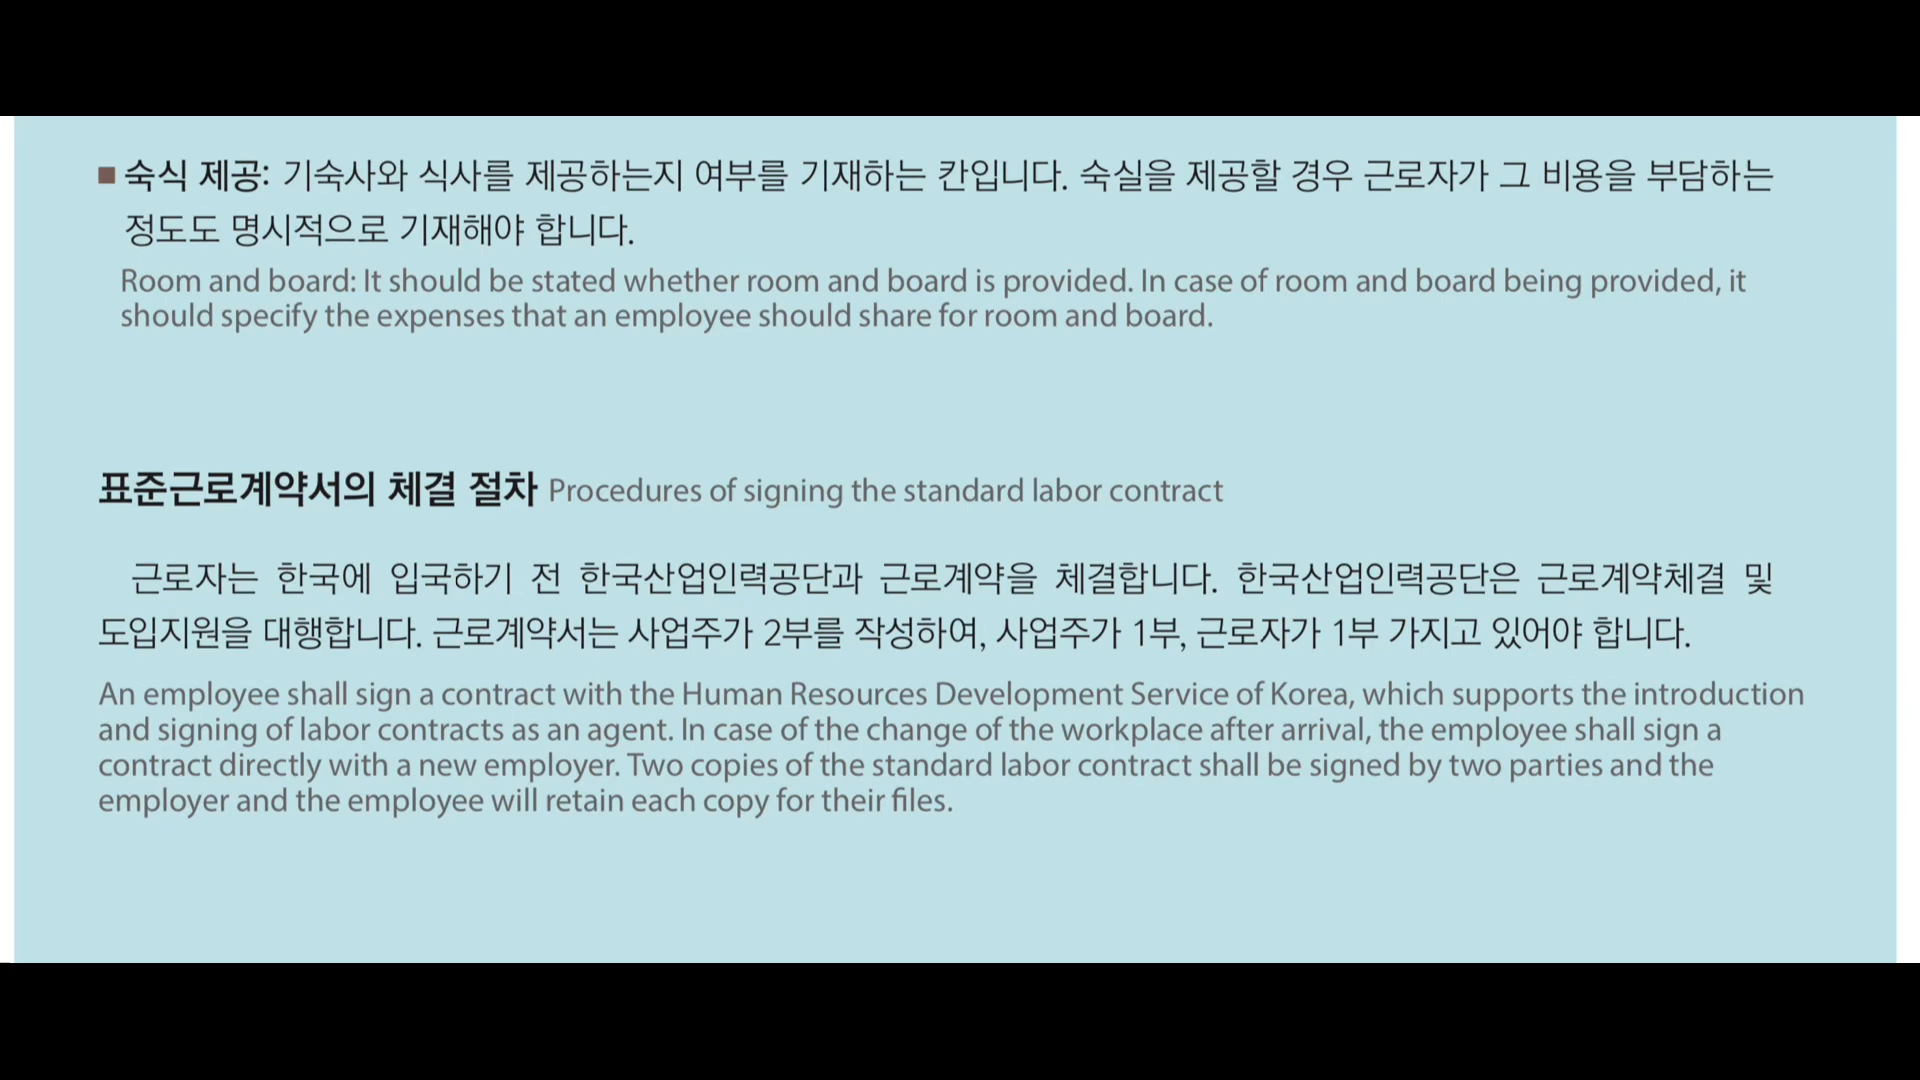 ■ 숙식 제공: 기숙사와 식사를 제공하는지 여부를 기재하는 칸입니다. 숙실을 제공할 경우 근로자가 그 비용을 부담하는
정도도 명시적으로 기재해야 합니다.
Room and board: It should be stated whether room and board is provided. In case of room and board being provided, it
should specify the expenses that an employee should share for room and board.
표준근로계약서의 체결 절차 Procedures of signing the standard labor contract
근로자는 한국에 입국하기 전 한국산업인력공단과 근로계약을 체결합니다. 한국산업인력공단은 근로계약체결 및
도입지원을 대행합니다. 근로계약서는 사업주가 2부를 작성하여, 사업주가 1부, 근로자가 1부 가지고 있어야 합니다.
An employee shall sign a contract with the Human Resources Development Service of Korea, which supports the introduction
and signing of labor contracts as an agent. In case of the change of the workplace after arrival, the employee shall sign a
contract directly with a new employer. Two copies of the standard labor contract shall be signed by two parties and the
employer and the employee will retain each copy for their files.